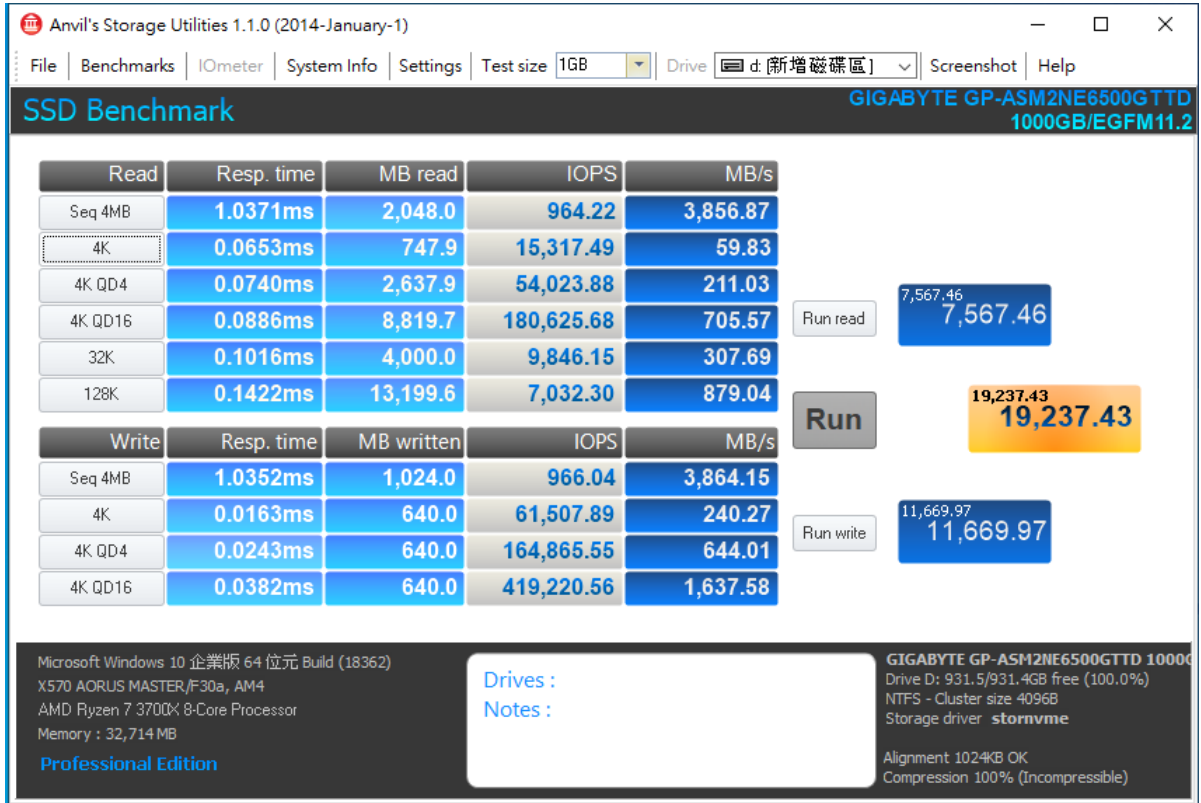 Anvil's Storage Utilities 1.1.0 (2014-January-1)
File Benchmarks IOmeter System Info Settings Test size 1GB Drive d: [新增磁碟區] Screenshot Help
SSD Benchmark
GIGABYTE GP-ASM2NE6500GTTD
1000GB/EGFM11.2
Read Resp. time MB read IOPS MB/s
Seq 4MB 1.0371ms 2,048.0 964.22 3,856.87
4K 0.0653ms 747.9 15,317.49 59.83
4K QD4 0.0740ms 2,637.9 54,023.88 211.03
4K QD16 0.0886ms 8,819.7 180,625.68 705.57
32K 0.1016ms 4,000.0 9,846.15 307.69
128K 0.1422ms 13,199.6 7,032.30 879.04
Run read
7,567.46
7,567.46
Run
19,237.43
19,237.43
Write Resp. time MB written IOPS MB/s
Seq 4MB 1.0352ms 1,024.0 966.04 3,864.15
4K 0.0163ms 640.0 61,507.89 240.27
4K QD4 0.0243ms 640.0 164,865.55 644.01
4K QD16 0.0382ms 640.0 419,220.56 1,637.58
Run write
11,669.97
11,669.97
Microsoft Windows 10 企業版 64 位元 Build (18362)
X570 AORUS MASTER/F30a, AM4
AMD Ryzen 7 3700X 8-Core Processor
Memory : 32,714 MB
Professional Edition
Drives :
Notes :
GIGABYTE GP-ASM2NE6500GTTD 1000G
Drive D: 931.5/931.4GB free (100.0%)
NTFS - Cluster size 4096B
Storage driver stornvme
Alignment 1024KB OK
Compression 100% (Incompressible)